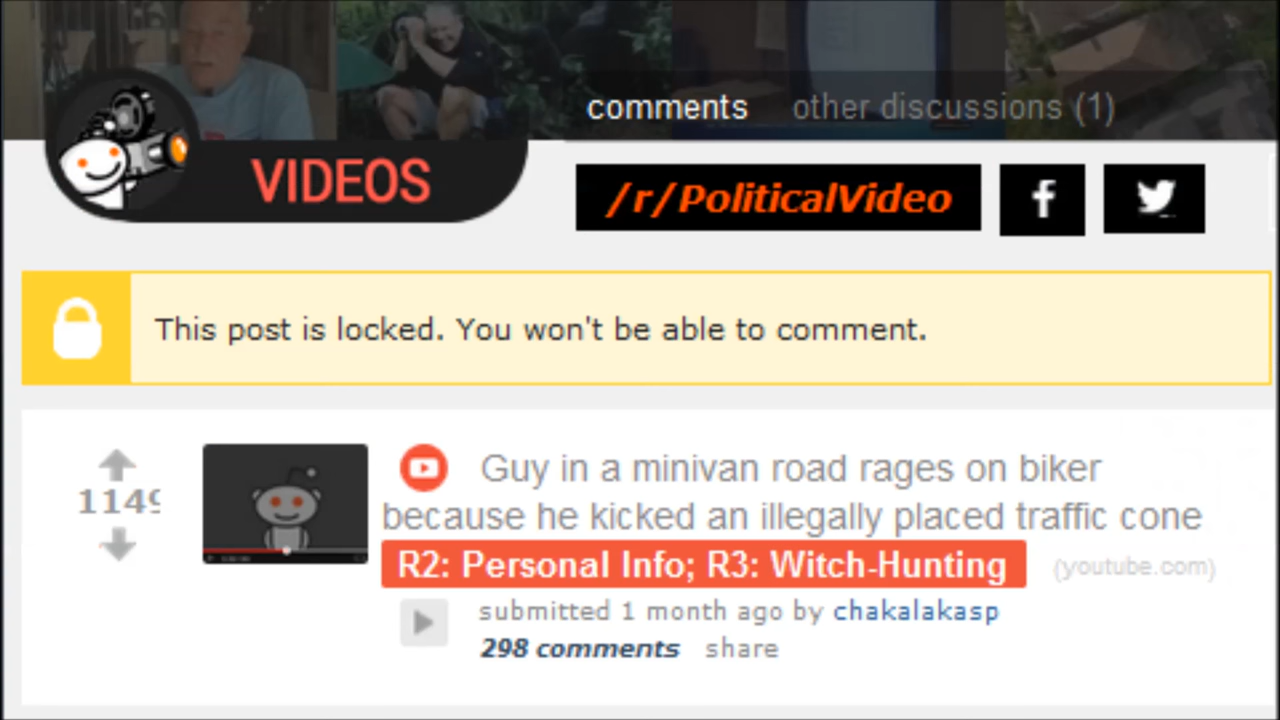 comments other discussions (1)
VIDEOS
/r/PoliticalVideo
This post is locked. You won't be able to comment.
Guy in a minivan road rages on biker
because he kicked an illegally placed traffic cone
R2: Personal Info; R3: Witch-Hunting (youtube.com)
1149
submitted 1 month ago by chakalakasp
298 comments share